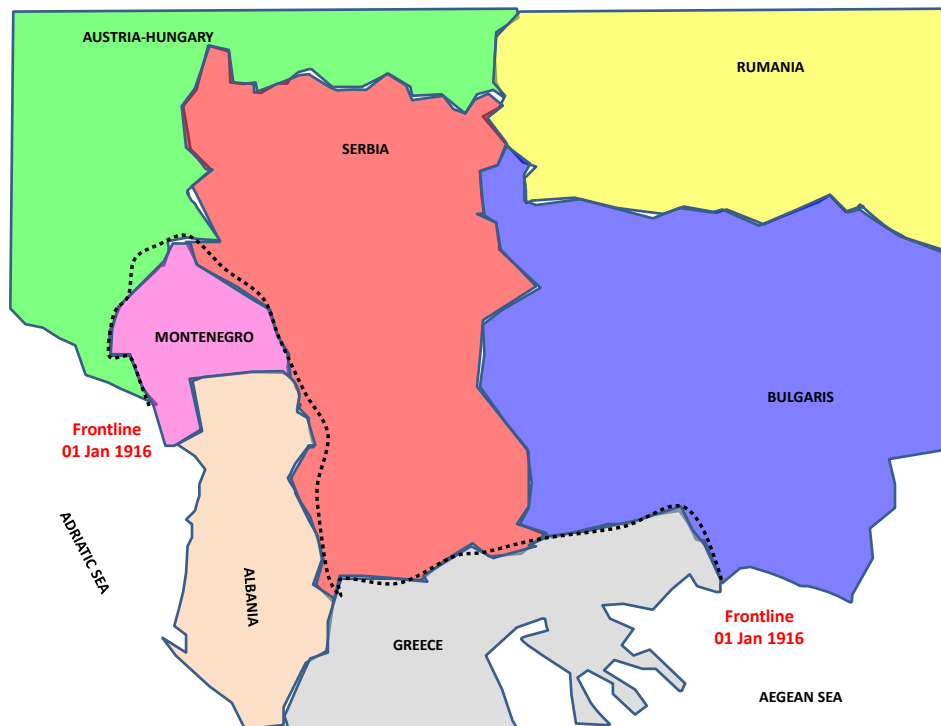 AUSTRIA-HUNGARY
RUMANIA
SERBIA
MONTENEGRO
BULGARIS
Frontline
01 Jan 1916
ADRIATIC SEA
ALBANIA
GREECE
Frontline
01 Jan 1916
AEGEAN SEA